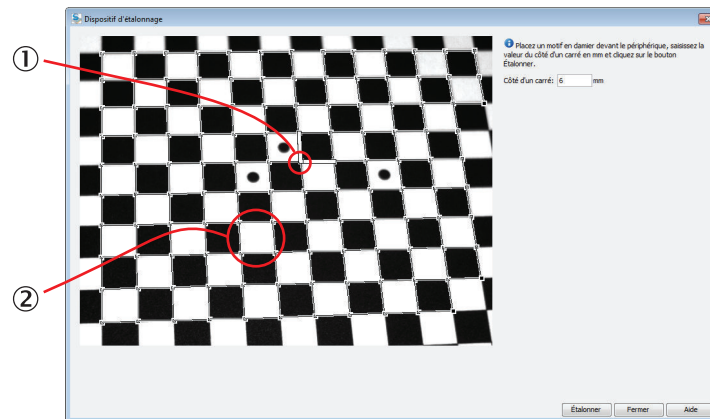 Dispositif d'étalonnage
①
Placez un motif en damier devant le périphérique, saisissez la
valeur du côté d'un carré en mm et cliquez sur le bouton
Étalonner.
Côté d'un carré: 6 mm
②
Étalonner Fermer Aide